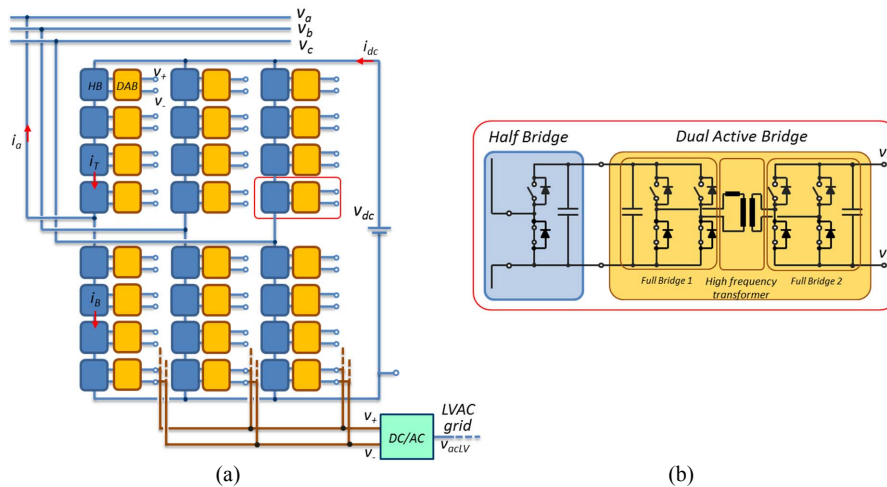 v_a
v_b
v_c
i_dc
HB
DAB
v_+
v_-
i_a
i_T
v_dc
i_B
v_+
v_-
DC/AC
LVAC
grid
v_acLV
(a)
Half Bridge
Dual Active Bridge
v
v
Full Bridge 1
High frequency
transformer
Full Bridge 2
(b)